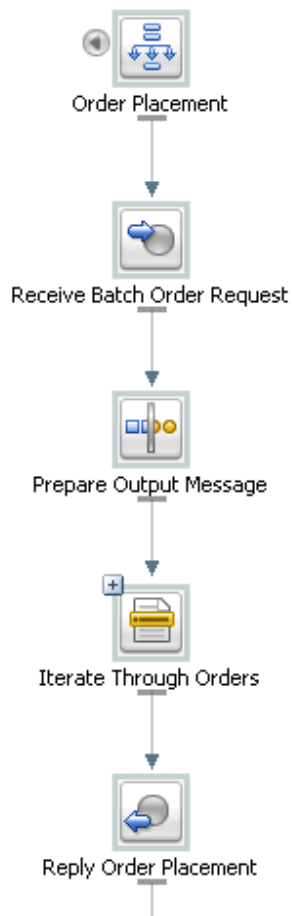 Order Placement
Receive Batch Order Request
Prepare Output Message
Iterate Through Orders
Reply Order Placement